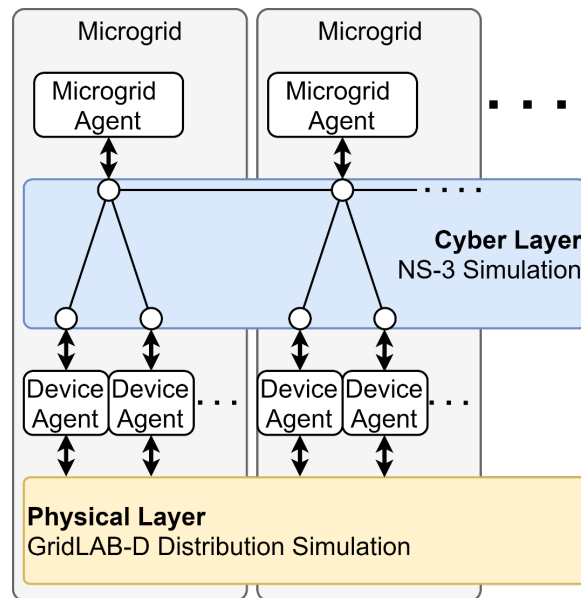 Microgrid
Microgrid
Microgrid
Agent
Microgrid
Agent
Cyber Layer
NS-3 Simulation
Device
Agent
Device
Agent
Device
Agent
Device
Agent
Physical Layer
GridLAB-D Distribution Simulation